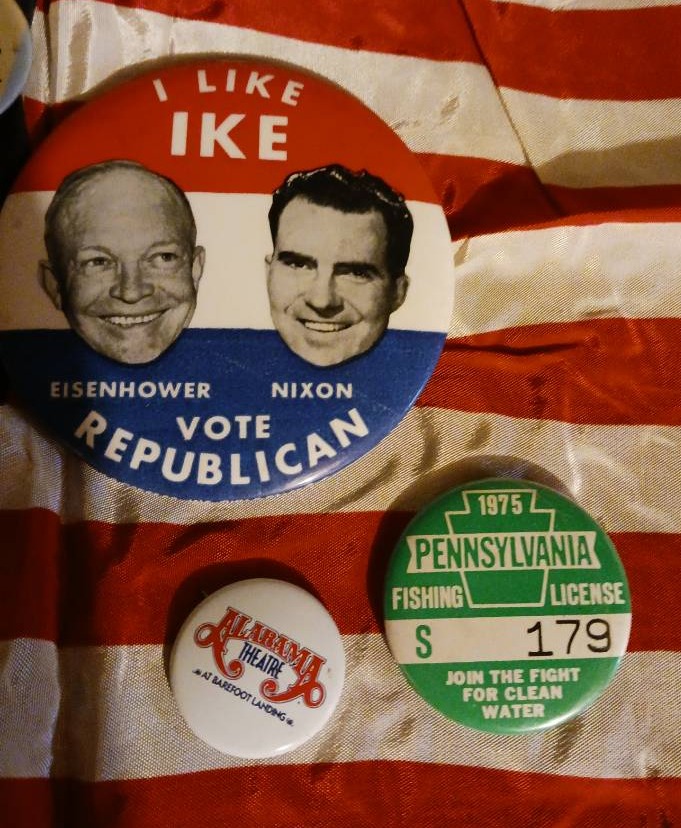 I LIKE
IKE
EISENHOWER NIXON
VOTE
REPUBLICAN
1975
PENNSYLVANIA
FISHING LICENSE
S 179
JOIN THE FIGHT
FOR CLEAN
WATER
ALABAMA
THEATRE
AT BAREFOOT LANDING